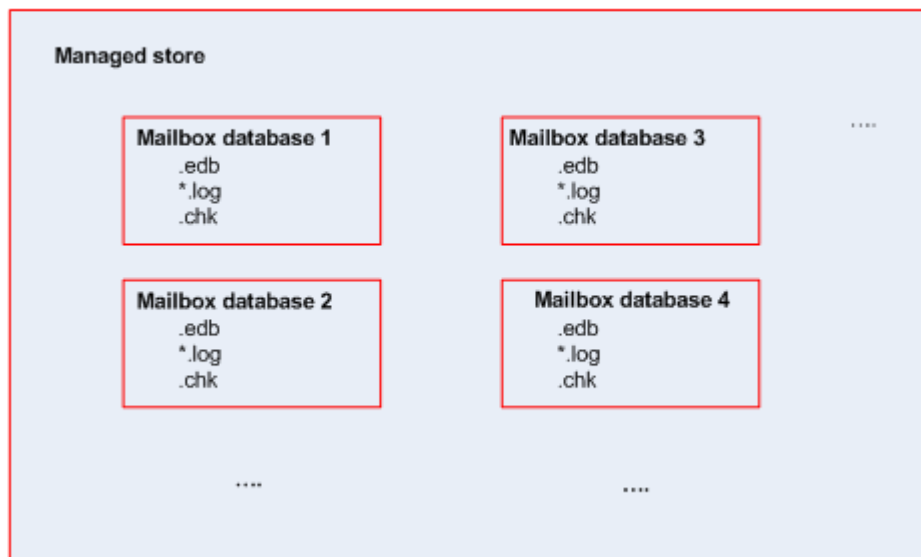 Managed store
Mailbox database 1
.edb
*.log
.chk
Mailbox database 3
.edb
*.log
.chk
....
Mailbox database 2
.edb
*.log
.chk
Mailbox database 4
.edb
*.log
.chk
....
....